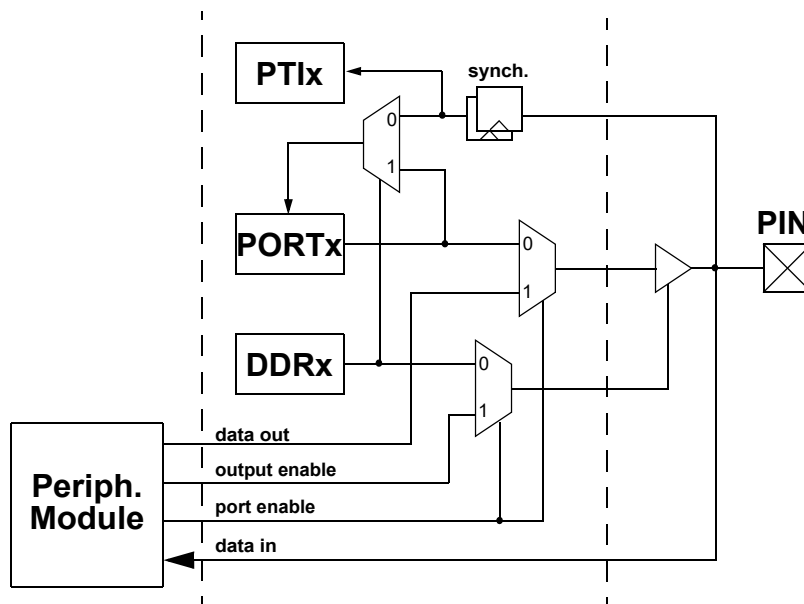 PTIx
synch.
0
1
PORTx
PIN
0
1
DDRx
0
1
data out
output enable
Periph.
Module
port enable
data in